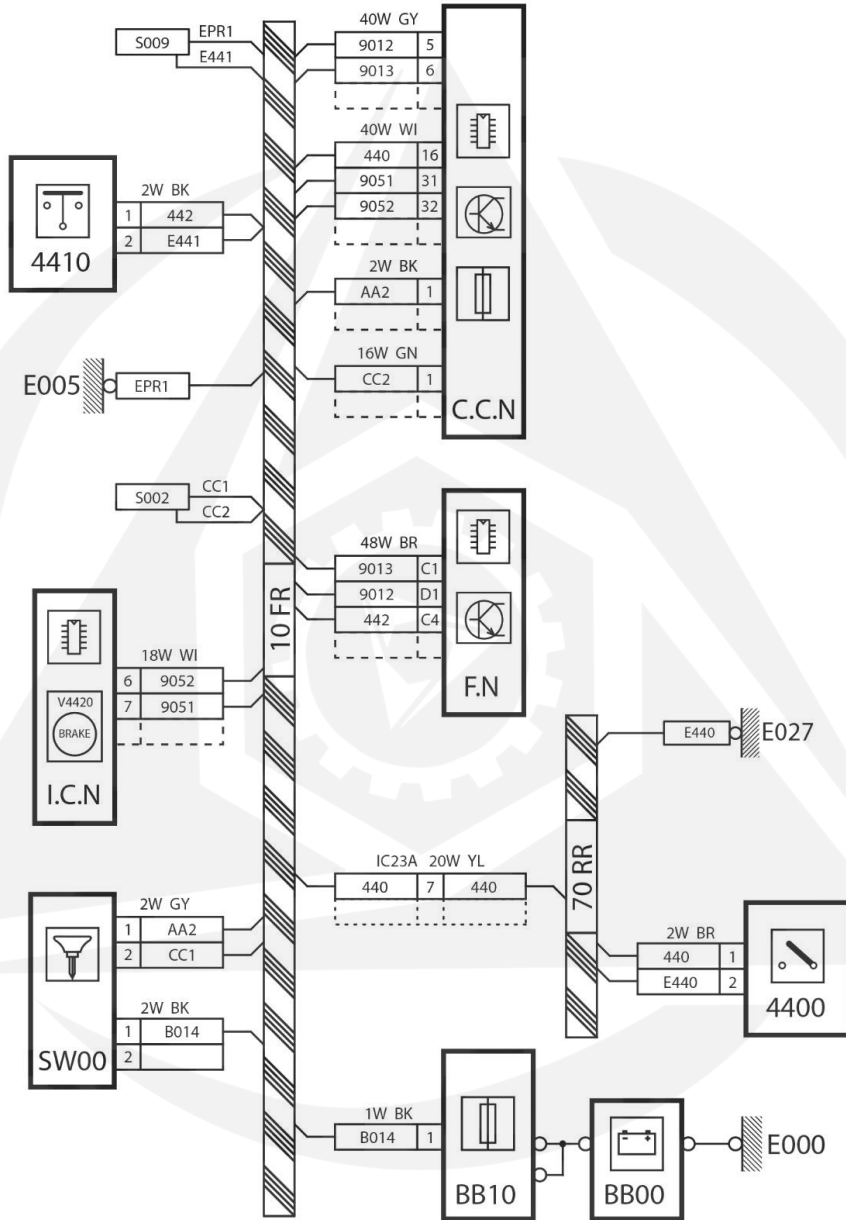 S009 EPR1
E441
40W GY
9012 5
9013 6
40W WI
440 16
9051 31
9052 32
2W BK
AA2 1
16W GN
CC2 1
C.C.N
2W BK
1 442
2 E441
4410
E005 EPR1
S002 CC1
CC2
10 FR
48W BR
9013 C1
9012 D1
442 C4
F.N
18W WI
6 9052
7 9051
V4420
BRAKE
I.C.N
E440 E027
70 RR
IC23A 20W YL
440 7 440
2W BR
440 1
E440 2
4400
2W GY
1 AA2
2 CC1
2W BK
1 B014
2
SW00
1W BK
B014 1
BB10
BB00
E000